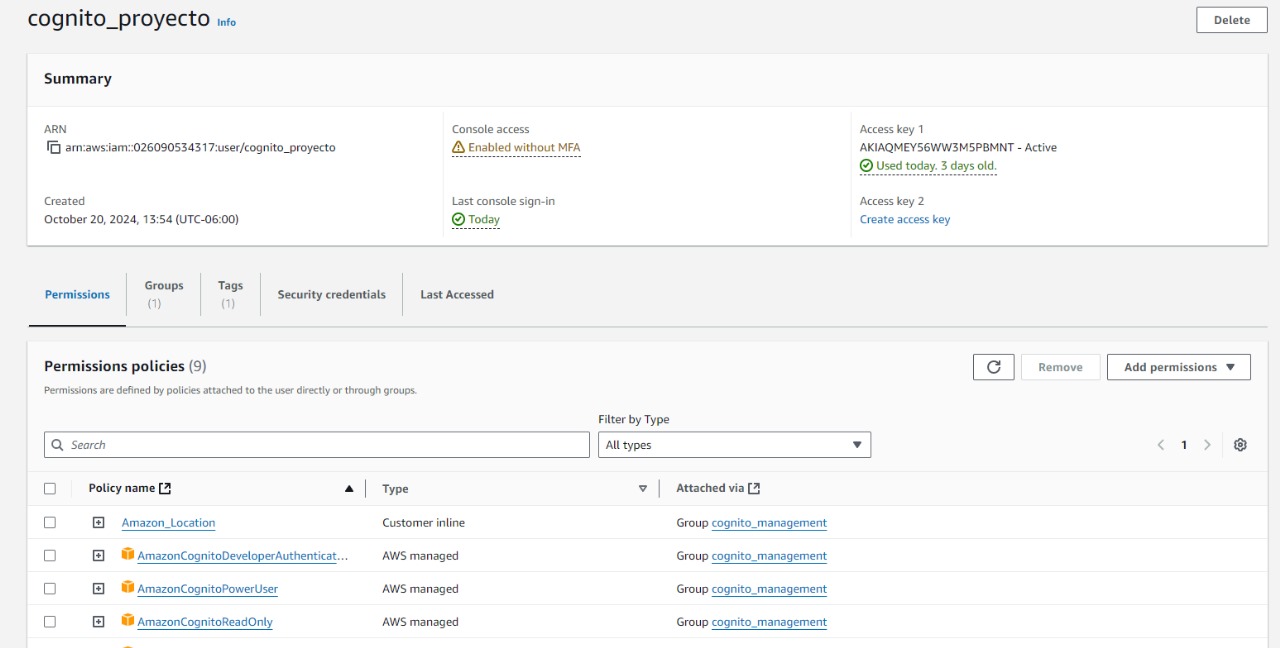 cognito_proyecto Info
Delete
Summary
ARN
arn:aws:iam::026090534317:user/cognito_proyecto
Console access
Enabled without MFA
Access key 1
AKIAQMEY56WW3M5PBMNT - Active
Used today. 3 days old.
Created
October 20, 2024, 13:54 (UTC-06:00)
Last console sign-in
Today
Access key 2
Create access key
Permissions
Groups
(1)
Tags
(1)
Security credentials
Last Accessed
Permissions policies (9)
Permissions are defined by policies attached to the user directly or through groups.
Remove
Add permissions
Filter by Type
Search
All types
1
Policy name
Type
Attached via
Amazon_Location
Customer inline
Group cognito_management
AmazonCognitoDeveloperAuthenticat...
AWS managed
Group cognito_management
AmazonCognitoPowerUser
AWS managed
Group cognito_management
AmazonCognitoReadOnly
AWS managed
Group cognito_management